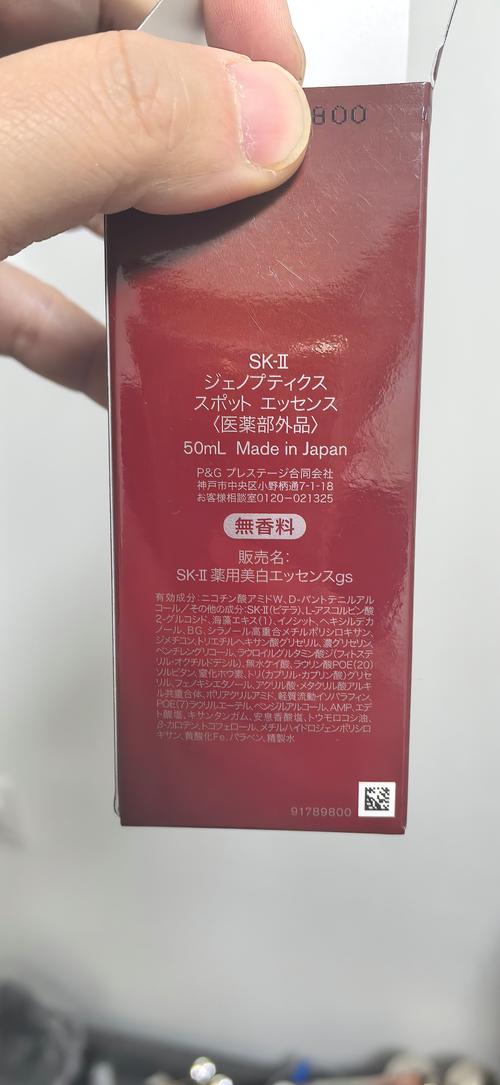 800
SK-II
ジェノプティクス
スポット エッセンス
〈医薬部外品〉
50mL Made in Japan
P&G プレステージ合同会社
神戸市中央区小野柄通7-1-18
お客様相談室0120-021325
無香料
販売名:
SK-II 薬用美白エッセンスgs
有効成分:ニコチン酸アミドW、D-パントテニルアル
コール/その他の成分:SK-II(ピテラ)、L-アスコルビン酸
2-グルコシド、海藻エキス(1)、イノシット、ヘキシルデカ
ノール、BG、シラノール高重合メチルポリシロキサン、
ジメチコン、トリエチルヘキサン酸グリセリル、濃グリセリン、
ペンチレングリコール、ラウロイルグルタミン酸ジ(フィトステ
リル・オクチルドデシル)、無水ケイ酸、ラウリン酸POE(20)
ソルビタン、窒化ホウ素、トリ(カプリル・カプリン酸)グリセ
リル、フェノキシエタノール、アクリル酸・メタクリル酸アルキ
ル共重合体、ポリアクリルアミド、軽質流動イソパラフィン、
POE(7)ラウリルエーテル、ベンジルアルコール、AMP、エデ
ト酸塩、キサンタンガム、安息香酸塩、トウモロコシ油、
β-カロテン、トコフェロール、メチルハイドロジェンポリシロ
キサン、黄酸化Fe、パラベン、精製水
91789800